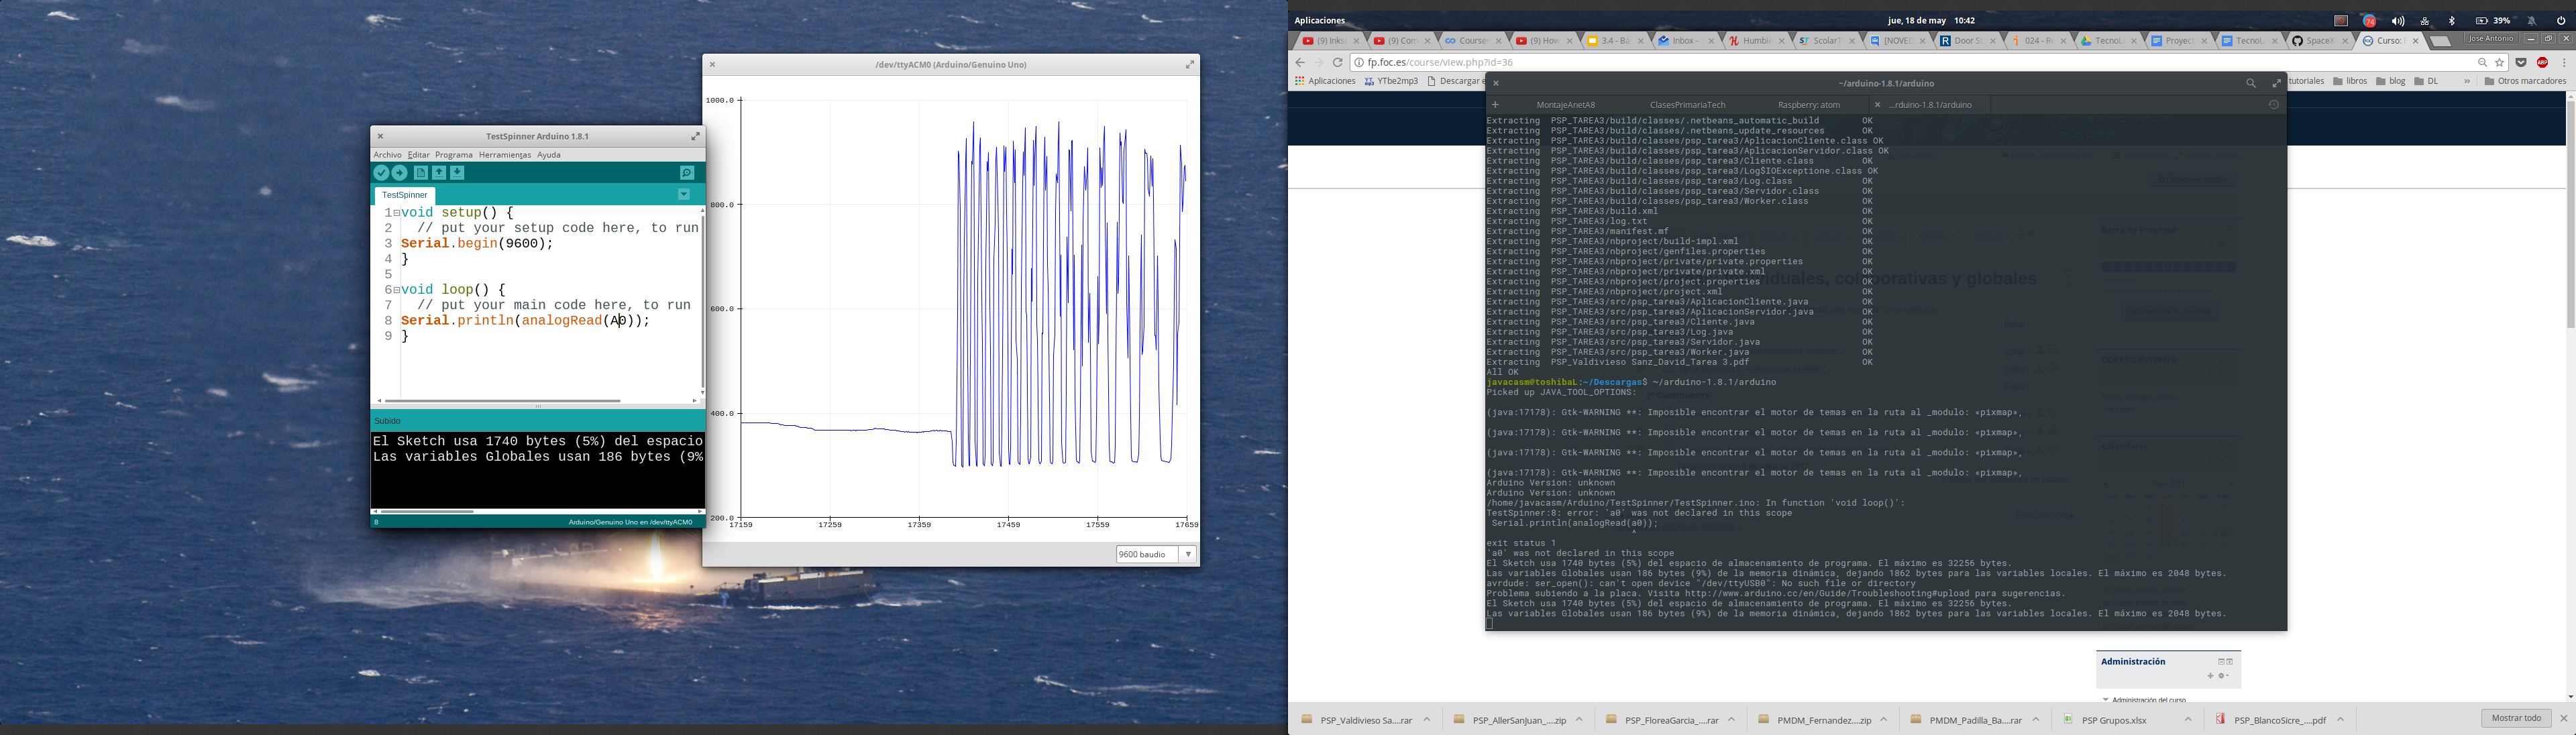 TestSpinner Arduino 1.8.1
Archivo Editar Programa Herramientas Ayuda
TestSpinner
1 void setup() {
2 // put your setup code here, to run
3 Serial.begin(9600);
4 }
5
6 void loop() {
7 // put your main code here, to run
8 Serial.println(analogRead(A0));
9 }
Subido
El Sketch usa 1740 bytes (5%) del espacio
Las variables Globales usan 186 bytes (9%
8 Arduino/Genuino Uno en /dev/ttyACM0
/dev/ttyACM0 (Arduino/Genuino Uno)
1000.0
800.0
600.0
400.0
200.0
17159 17259 17359 17459 17559 17659
9600 baudio
Aplicaciones jue, 18 de may 10:42 74 39%
(9) Inks (9) Com Courser (9) How 3.4 - Bá Inbox - Humble ScolarT [NOVED Door St 024 - Re TecnoL Proyect TecnoL SpaceX Curso: Jose Antonio
fp.foc.es/course/view.php?id=36
Aplicaciones YTbe2mp3 Descargar tutoriales libros blog DL » Otros marcadores
~/arduino-1.8.1/arduino
MontajeAnetA8 ClasesPrimariaTech Raspberry: atom ...rduino-1.8.1/arduino
Extracting PSP_TAREA3/build/classes/.netbeans_automatic_build OK
Extracting PSP_TAREA3/build/classes/.netbeans_update_resources OK
Extracting PSP_TAREA3/build/classes/psp_tarea3/AplicacionCliente.class OK
Extracting PSP_TAREA3/build/classes/psp_tarea3/AplicacionServidor.class OK
Extracting PSP_TAREA3/build/classes/psp_tarea3/Cliente.class OK
Extracting PSP_TAREA3/build/classes/psp_tarea3/Log$IOExceptione.class OK
Extracting PSP_TAREA3/build/classes/psp_tarea3/Log.class OK
Extracting PSP_TAREA3/build/classes/psp_tarea3/Servidor.class OK
Extracting PSP_TAREA3/build/classes/psp_tarea3/Worker.class OK
Extracting PSP_TAREA3/build.xml OK
Extracting PSP_TAREA3/log.txt OK
Extracting PSP_TAREA3/manifest.mf OK
Extracting PSP_TAREA3/nbproject/build-impl.xml OK
Extracting PSP_TAREA3/nbproject/genfiles.properties OK
Extracting PSP_TAREA3/nbproject/private/private.properties OK
Extracting PSP_TAREA3/nbproject/private/private.xml OK
Extracting PSP_TAREA3/nbproject/project.properties OK
Extracting PSP_TAREA3/nbproject/project.xml OK
Extracting PSP_TAREA3/src/psp_tarea3/AplicacionCliente.java OK
Extracting PSP_TAREA3/src/psp_tarea3/AplicacionServidor.java OK
Extracting PSP_TAREA3/src/psp_tarea3/Cliente.java OK
Extracting PSP_TAREA3/src/psp_tarea3/Log.java OK
Extracting PSP_TAREA3/src/psp_tarea3/Servidor.java OK
Extracting PSP_TAREA3/src/psp_tarea3/Worker.java OK
Extracting PSP_Valdivieso Sanz_David_Tarea 3.pdf OK
All OK
javacasm@toshibaL:~/Descargas$ ~/arduino-1.8.1/arduino
Picked up JAVA_TOOL_OPTIONS:
(java:17178): Gtk-WARNING **: Imposible encontrar el motor de temas en la ruta al _modulo: «pixmap»,
(java:17178): Gtk-WARNING **: Imposible encontrar el motor de temas en la ruta al _modulo: «pixmap»,
(java:17178): Gtk-WARNING **: Imposible encontrar el motor de temas en la ruta al _modulo: «pixmap»,
(java:17178): Gtk-WARNING **: Imposible encontrar el motor de temas en la ruta al _modulo: «pixmap»,
Arduino Version: unknown
Arduino Version: unknown
/home/javacasm/Arduino/TestSpinner/TestSpinner.ino: In function 'void loop()':
TestSpinner:8: error: 'a0' was not declared in this scope
Serial.println(analogRead(a0));
^
exit status 1
'a0' was not declared in this scope
El Sketch usa 1740 bytes (5%) del espacio de almacenamiento de programa. El máximo es 32256 bytes.
Las variables Globales usan 186 bytes (9%) de la memoria dinámica, dejando 1862 bytes para las variables locales. El máximo es 2048 bytes.
avrdude: ser_open(): can't open device "/dev/ttyUSB0": No such file or directory
Problema subiendo a la placa. Visita http://www.arduino.cc/en/Guide/Troubleshooting#upload para sugerencias.
El Sketch usa 1740 bytes (5%) del espacio de almacenamiento de programa. El máximo es 32256 bytes.
Las variables Globales usan 186 bytes (9%) de la memoria dinámica, dejando 1862 bytes para las variables locales. El máximo es 2048 bytes.
Administración
Administración del curso
PSP_Valdivieso Sa....rar PSP_AllerSanJuan_....zip PSP_FloreaGarcia_....rar PMDM_Fernandez....zip PMDM_Padilla_Ba....rar PSP Grupos.xlsx PSP_BlancoSicre_....pdf Mostrar todo